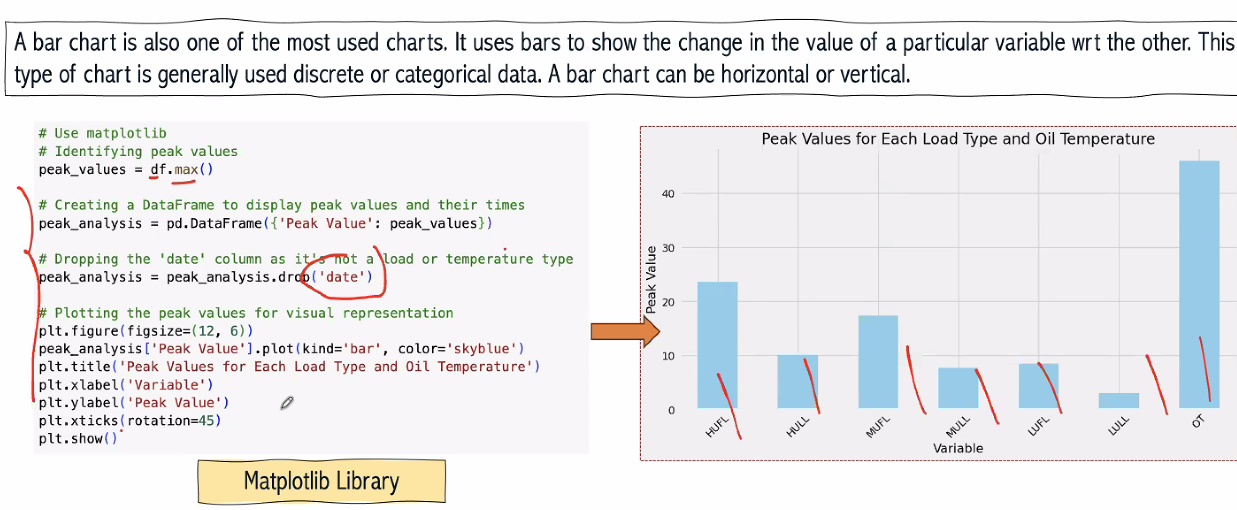 A bar chart is also one of the most used charts. It uses bars to show the change in the value of a particular variable wrt the other. This
type of chart is generally used discrete or categorical data. A bar chart can be horizontal or vertical.
# Use matplotlib
# Identifying peak values
peak_values = df.max()
# Creating a DataFrame to display peak values and their times
peak_analysis = pd.DataFrame({'Peak Value': peak_values})
# Dropping the 'date' column as it's not a load or temperature type
peak_analysis = peak_analysis.drop('date')
# Plotting the peak values for visual representation
plt.figure(figsize=(12, 6))
peak_analysis['Peak Value'].plot(kind='bar', color='skyblue')
plt.title('Peak Values for Each Load Type and Oil Temperature')
plt.xlabel('Variable')
plt.ylabel('Peak Value')
plt.xticks(rotation=45)
plt.show()
Matplotlib Library
Peak Values for Each Load Type and Oil Temperature
Peak Value
40
30
20
10
0
HUFL
HULL
MUFL
MULL
LUFL
LULL
OT
Variable